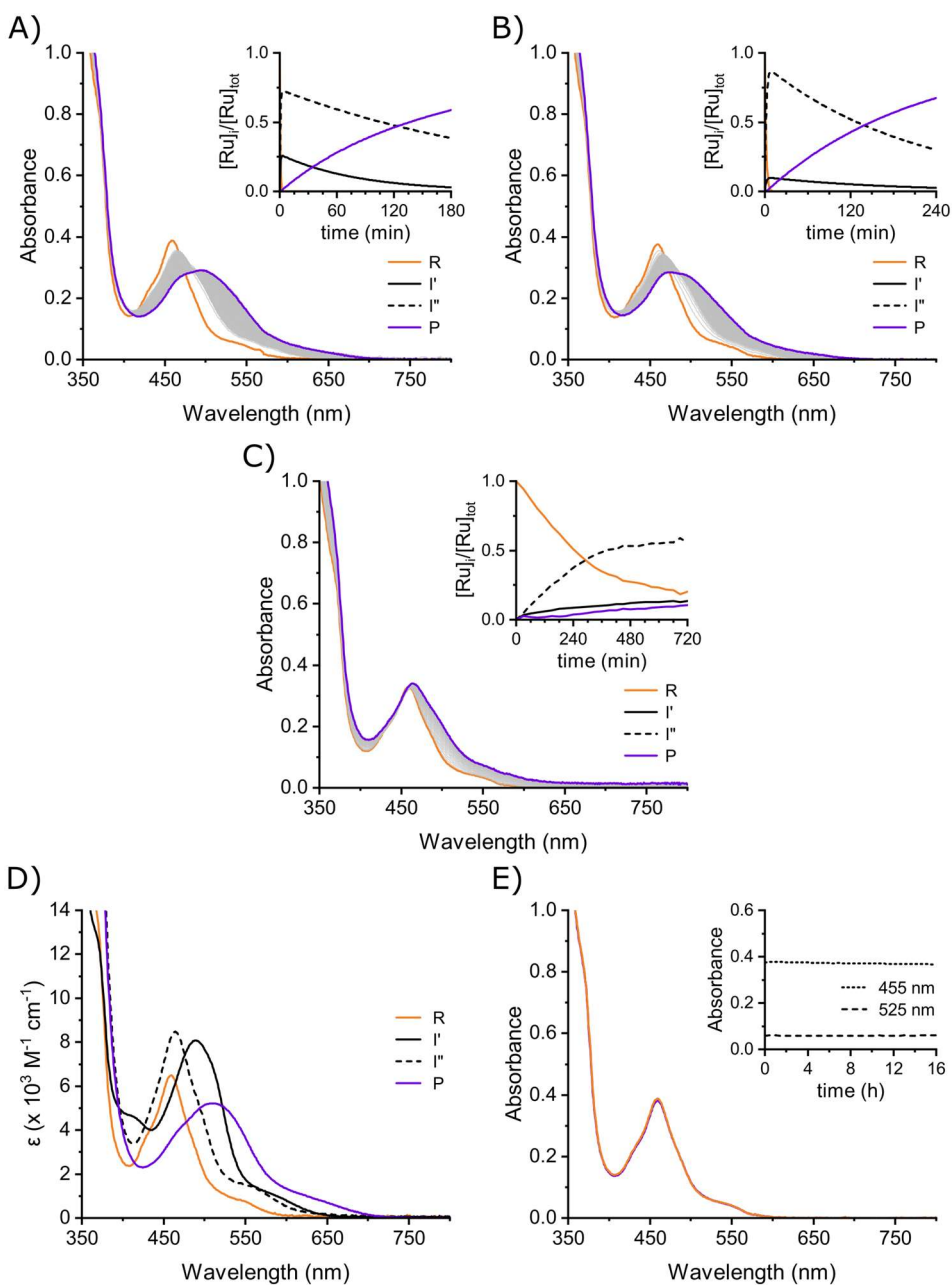 A)
1.0
0.8
0.6
0.4
0.2
0.0
Absorbance
350 450 550 650 750
Wavelength (nm)
1.0
0.5
0.0
[Ru]i/[Ru]tot
0 60 120 180
time (min)
R
I'
I"
P
B)
1.0
0.8
0.6
0.4
0.2
0.0
Absorbance
350 450 550 650 750
Wavelength (nm)
1.0
0.5
0.0
[Ru]i/[Ru]tot
0 120 240
time (min)
R
I'
I"
P
C)
1.0
0.8
0.6
0.4
0.2
0.0
Absorbance
350 450 550 650 750
Wavelength (nm)
1.0
0.5
0.0
[Ru]i/[Ru]tot
0 240 480 720
time (min)
R
I'
I"
P
D)
14
12
10
8
6
4
2
0
ε (x 10³ M⁻¹ cm⁻¹)
350 450 550 650 750
Wavelength (nm)
R
I'
I"
P
E)
1.0
0.8
0.6
0.4
0.2
0.0
Absorbance
350 450 550 650 750
Wavelength (nm)
0.6
0.4
0.2
0.0
Absorbance
455 nm
525 nm
0 4 8 12 16
time (h)